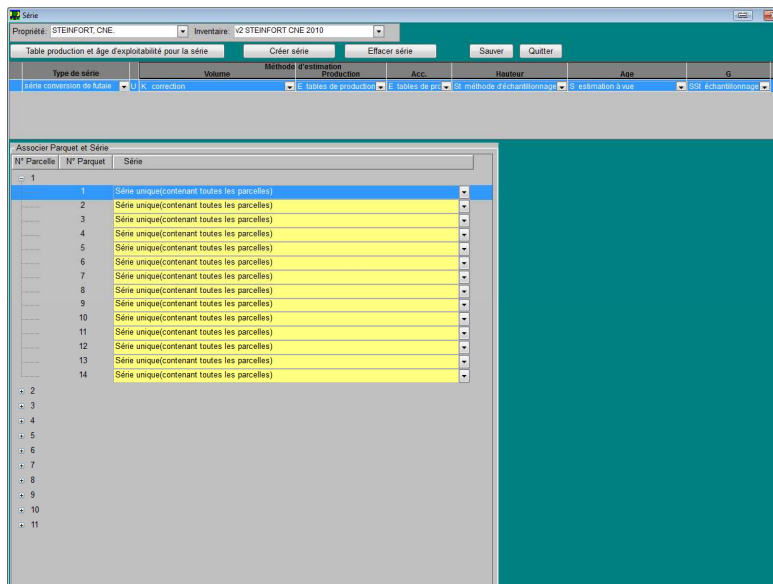 Série
Propriété: STEINFORT, CNE. Inventaire: V2 STEINFORT CNE 2010
Table production et âge d'exploitabilité pour la série Créer série Effacer série Sauver Quitter
Méthode d'estimation
Type de série Volume Production Acc. Hauteur Age G
série conversion de futaie U K correction E tables de production E tables de pro St méthode d'échantillonnage S estimation à vue SSt échantillonnage
Associer Parquet et Série
N° Parcelle N° Parquet Série
1
1 Série unique(contenant toutes les parcelles)
2 Série unique(contenant toutes les parcelles)
3 Série unique(contenant toutes les parcelles)
4 Série unique(contenant toutes les parcelles)
5 Série unique(contenant toutes les parcelles)
6 Série unique(contenant toutes les parcelles)
7 Série unique(contenant toutes les parcelles)
8 Série unique(contenant toutes les parcelles)
9 Série unique(contenant toutes les parcelles)
10 Série unique(contenant toutes les parcelles)
11 Série unique(contenant toutes les parcelles)
12 Série unique(contenant toutes les parcelles)
13 Série unique(contenant toutes les parcelles)
14 Série unique(contenant toutes les parcelles)
2
3
4
5
6
7
8
9
10
11